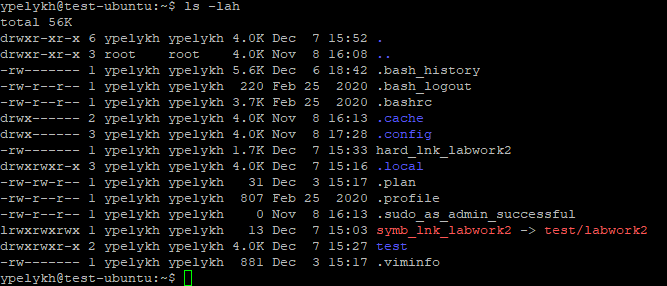 ypelykh@test-ubuntu:~$ ls -lah
total 56K
drwxr-xr-x 6 ypelykh ypelykh 4.0K Dec  7 15:52 .
drwxr-xr-x 3 root    root    4.0K Nov  8 16:08 ..
-rw------- 1 ypelykh ypelykh 5.6K Dec  6 18:42 .bash_history
-rw-r--r-- 1 ypelykh ypelykh  220 Feb 25  2020 .bash_logout
-rw-r--r-- 1 ypelykh ypelykh 3.7K Feb 25  2020 .bashrc
drwx------ 2 ypelykh ypelykh 4.0K Nov  8 16:13 .cache
drwx------ 3 ypelykh ypelykh 4.0K Nov  8 17:28 .config
-rw------- 1 ypelykh ypelykh 1.7K Dec  7 15:33 hard_lnk_labwork2
drwxrwxr-x 3 ypelykh ypelykh 4.0K Dec  7 15:16 .local
-rw-rw-r-- 1 ypelykh ypelykh   31 Dec  3 15:17 .plan
-rw-r--r-- 1 ypelykh ypelykh  807 Feb 25  2020 .profile
-rw-r--r-- 1 ypelykh ypelykh    0 Nov  8 16:13 .sudo_as_admin_successful
lrwxrwxrwx 1 ypelykh ypelykh   13 Dec  7 15:03 symb_lnk_labwork2 -> test/labwork2
drwxrwxr-x 2 ypelykh ypelykh 4.0K Dec  7 15:27 test
-rw------- 1 ypelykh ypelykh  881 Dec  3 15:17 .viminfo
ypelykh@test-ubuntu:~$